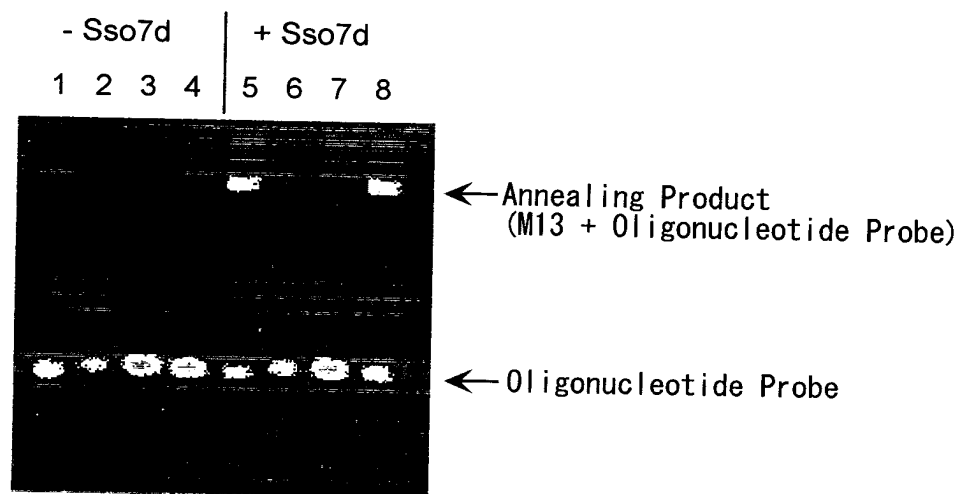 - Sso7d + Sso7d
1 2 3 4 5 6 7 8
Annealing Product
(M13 + Oligonucleotide Probe)
Oligonucleotide Probe